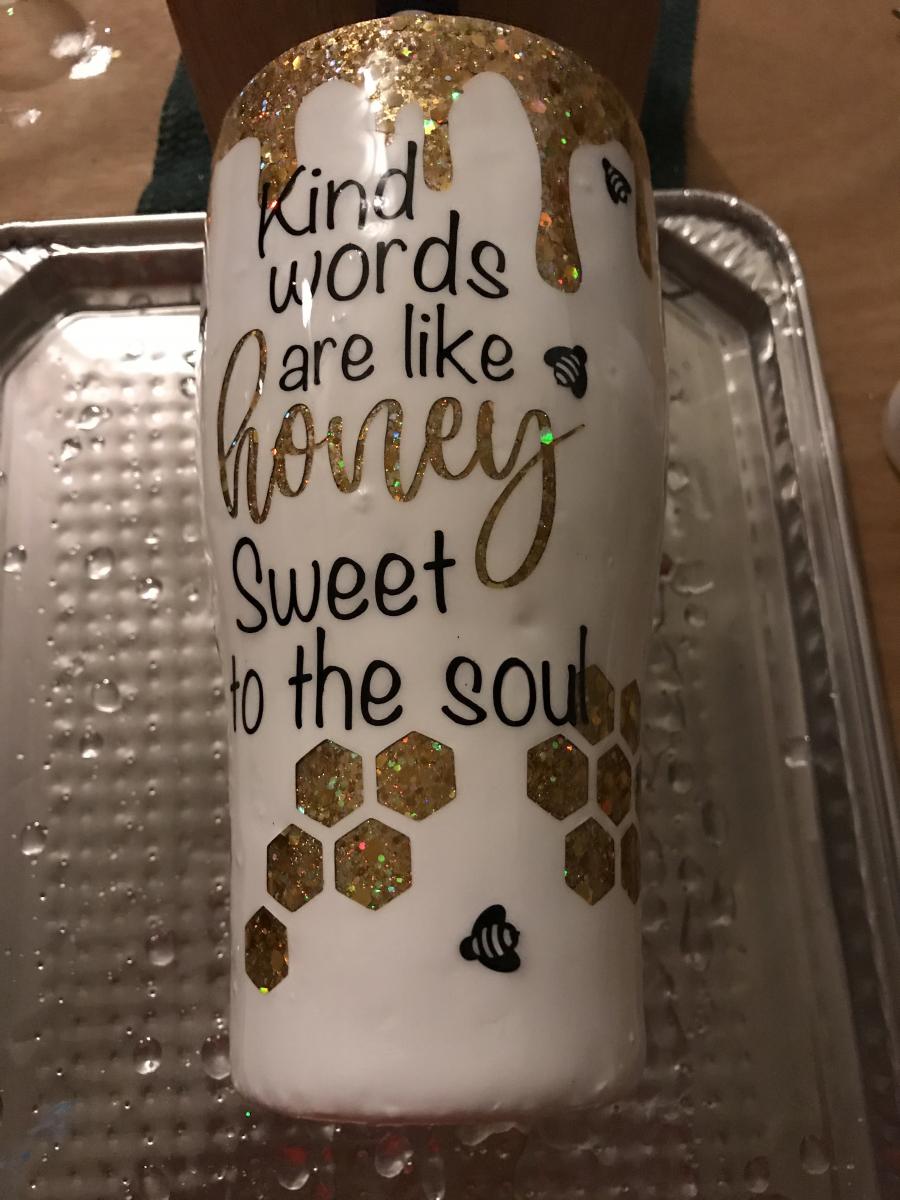 Kind
words
are like
honey
Sweet
to the soul